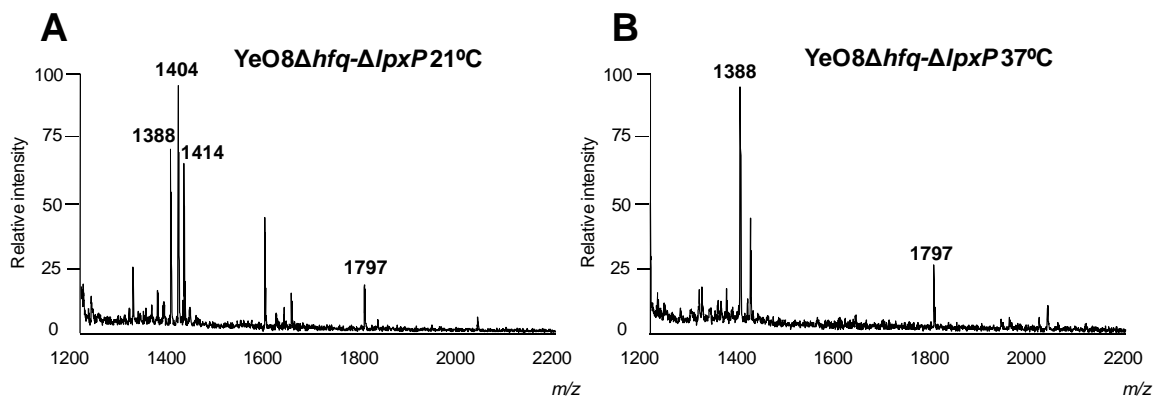 A
YeO8Δhfq-ΔlpxP 21ºC
100
75
50
25
0
Relative intensity
1404
1388
1414
1797
1200 1400 1600 1800 2000 2200
m/z
B
YeO8Δhfq-ΔlpxP 37ºC
100
75
50
25
0
Relative intensity
1388
1797
1200 1400 1600 1800 2000 2200
m/z